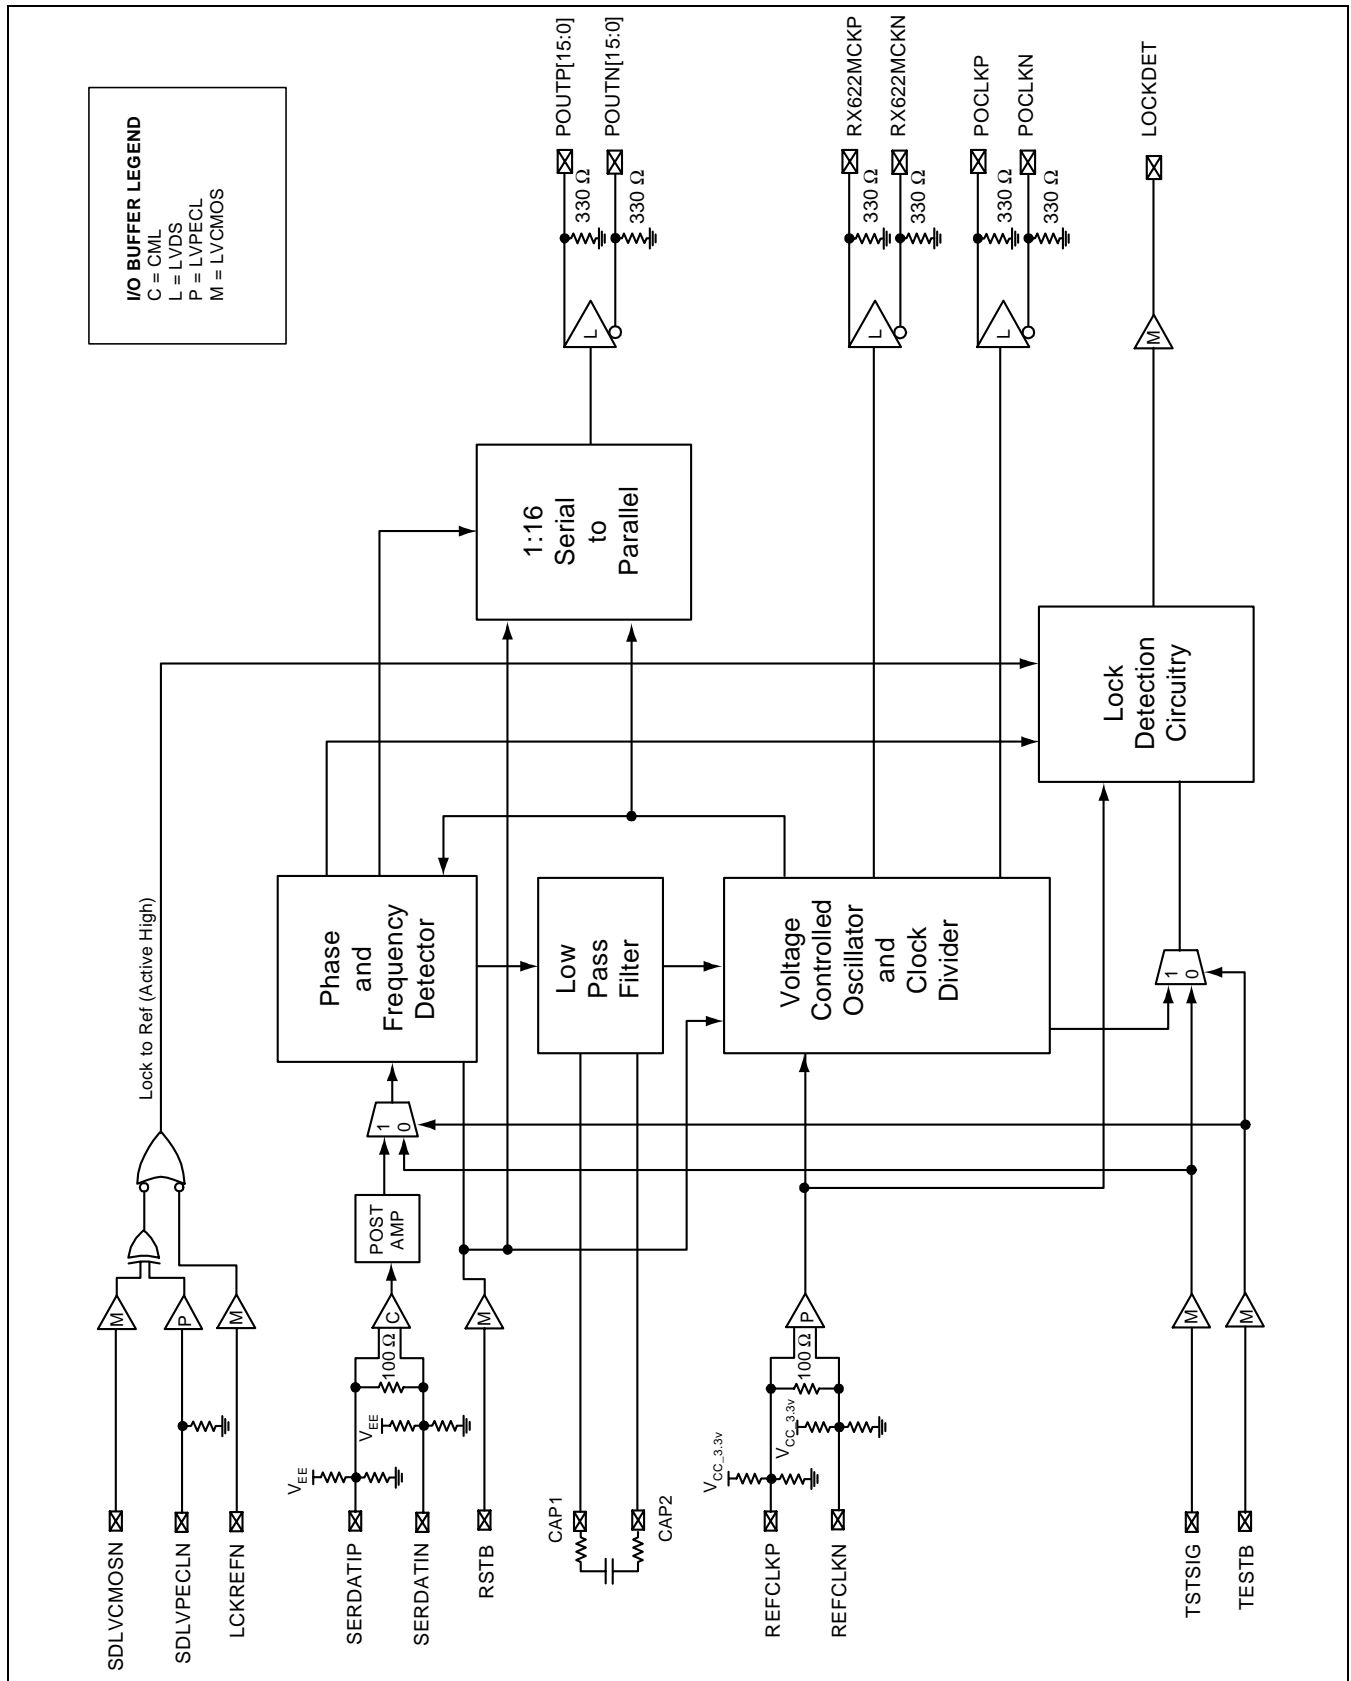 I/O BUFFER LEGEND
C = CML
L = LVDS
P = LVPECL
M = LVCMOS
SDLVCMOSN
SDLVPECLN
LCKREFN
M
P
M
Lock to Ref (Active High)
SERDATIP
SERDATIN
RSTB
VEE
VEE
100 Ω
C
M
POST
AMP
1
0
Phase
and
Frequency
Detector
CAP1
CAP2
Low
Pass
Filter
1:16
Serial
to
Parallel
L
330 Ω
330 Ω
POUTP[15:0]
POUTN[15:0]
REFCLKP
REFCLKN
VCC_3.3v
VCC_3.3v
100 Ω
P
Voltage
Controlled
Oscillator
and
Clock
Divider
L
330 Ω
330 Ω
RX622MCKP
RX622MCKN
L
330 Ω
330 Ω
POCLKP
POCLKN
TSTSIG
TESTB
M
M
1
0
Lock
Detection
Circuitry
M
LOCKDET